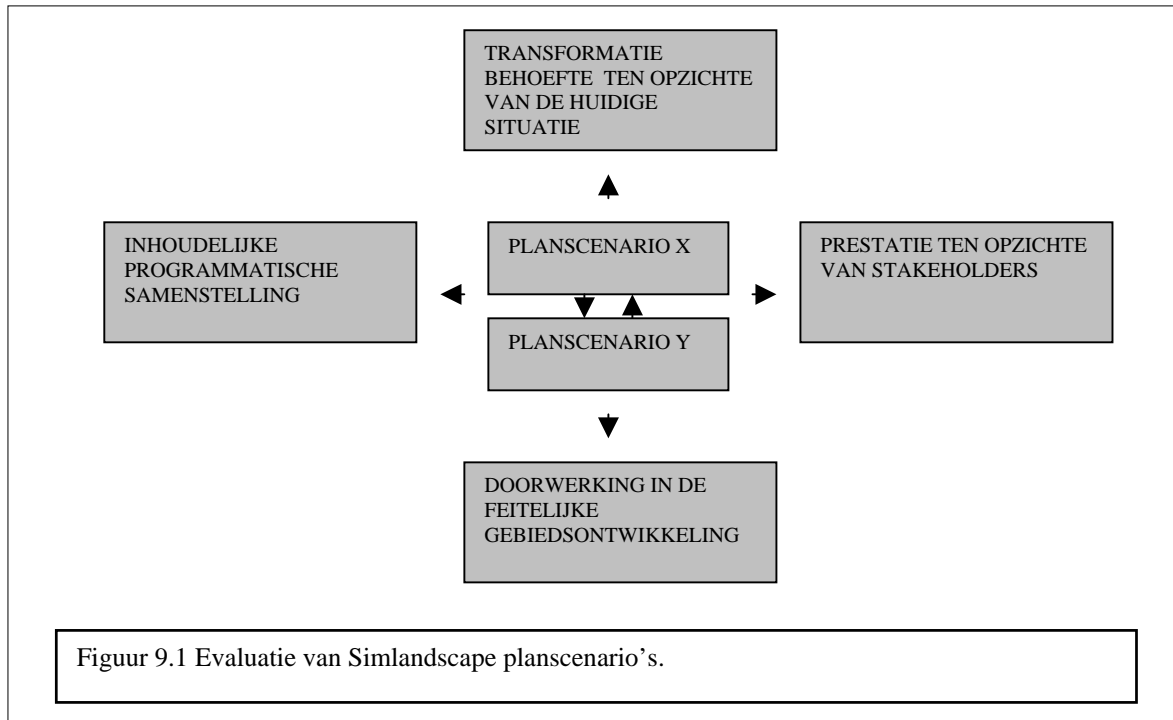 TRANSFORMATIE
BEHOEFTE TEN OPZICHTE
VAN DE HUIDIGE
SITUATIE
INHOUDELIJKE
PROGRAMMATISCHE
SAMENSTELLING
PLANSCENARIO X
PRESTATIE TEN OPZICHTE
VAN STAKEHOLDERS
PLANSCENARIO Y
DOORWERKING IN DE
FEITELIJKE
GEBIEDSONTWIKKELING
Figuur 9.1 Evaluatie van Simlandscape planscenario’s.